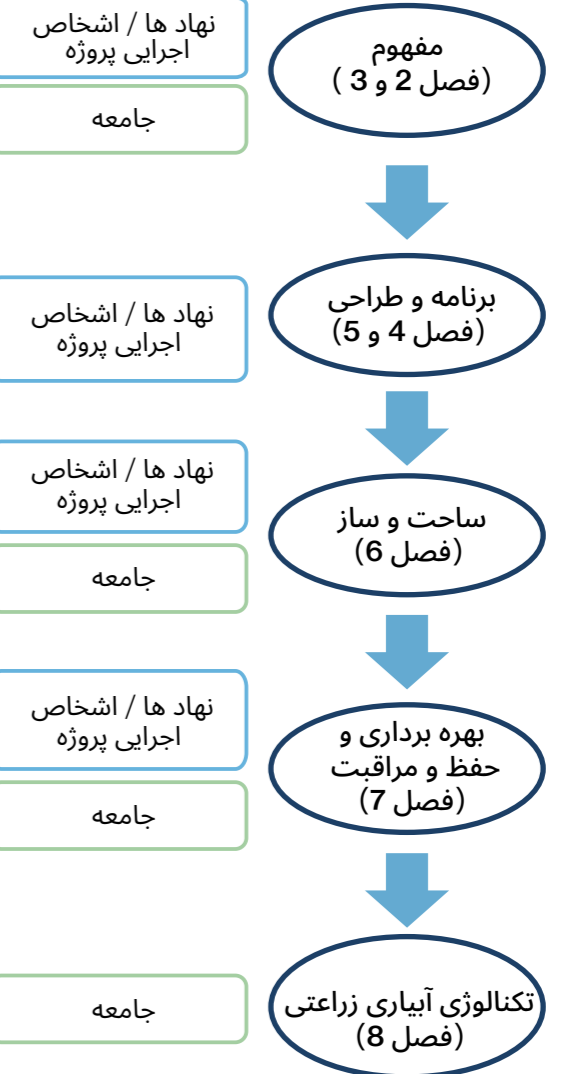 مفهوم
(فصل 2 و 3 )
نهاد ها / اشخاص
اجرایی پروژه
جامعه
برنامه و طراحی
(فصل 4 و 5)
نهاد ها / اشخاص
اجرایی پروژه
ساحت و ساز
(فصل 6)
نهاد ها / اشخاص
اجرایی پروژه
جامعه
بهره برداری و
حفظ و مراقبت
(فصل 7)
نهاد ها / اشخاص
اجرایی پروژه
جامعه
تکنالوژی آبیاری زراعتی
(فصل 8)
جامعه